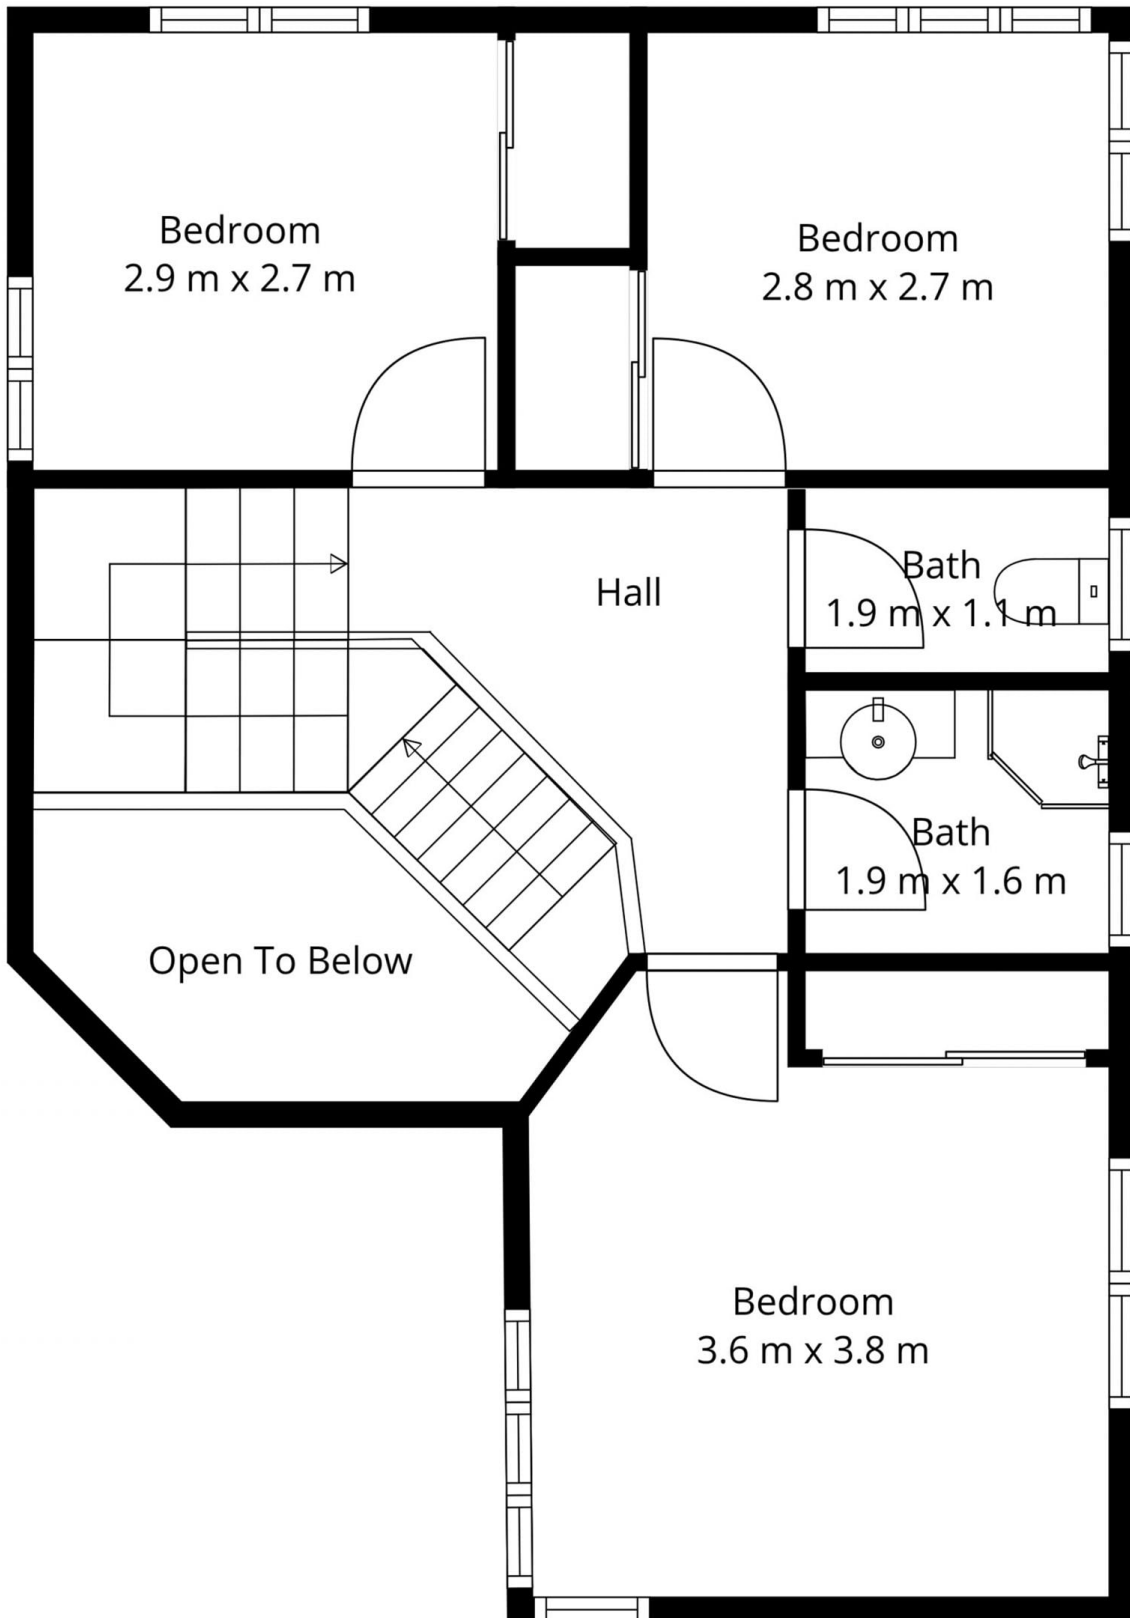 Bedroom
2.9 m x 2.7 m
Bedroom
2.8 m x 2.7 m
Hall
Bath
1.9 m x 1.1 m
Bath
1.9 m x 1.6 m
Open To Below
Bedroom
3.6 m x 3.8 m